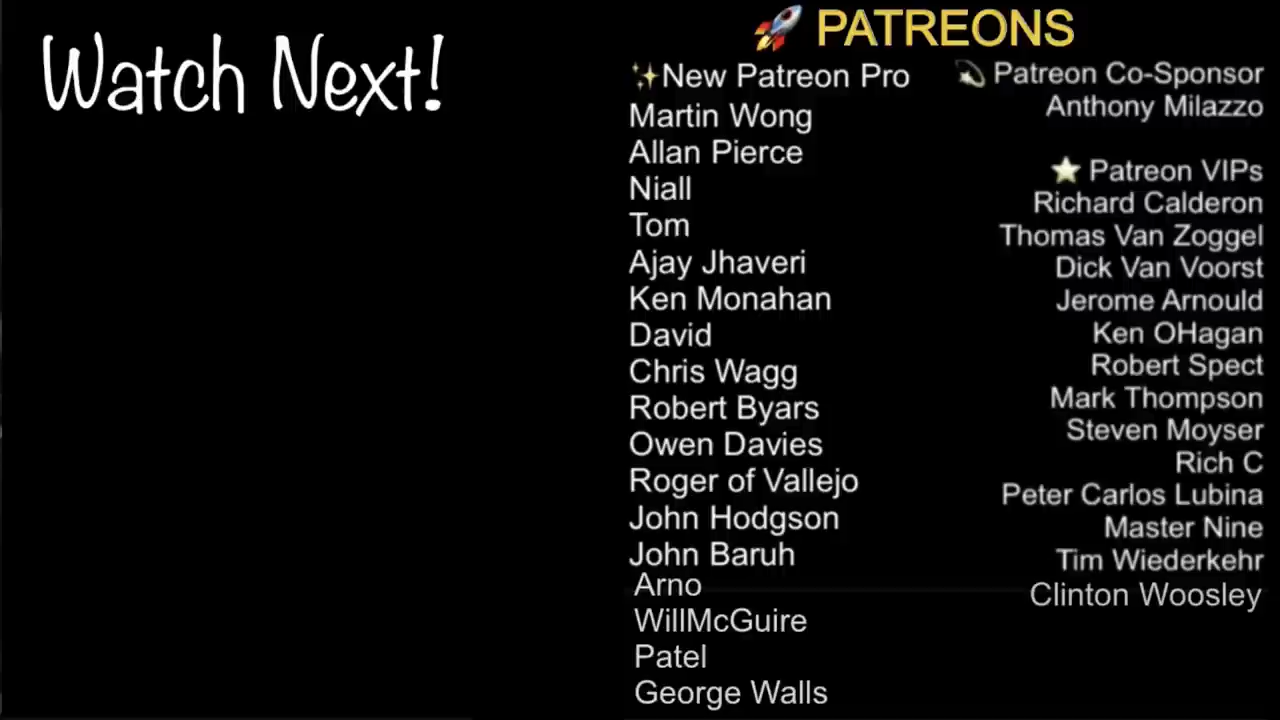 Watch Next!
🚀 PATREONS
✨New Patreon Pro
Martin Wong
Allan Pierce
Niall
Tom
Ajay Jhaveri
Ken Monahan
David
Chris Wagg
Robert Byars
Owen Davies
Roger of Vallejo
John Hodgson
John Baruh
Arno
WillMcGuire
Patel
George Walls
💫 Patreon Co-Sponsor
Anthony Milazzo
⭐ Patreon VIPs
Richard Calderon
Thomas Van Zoggel
Dick Van Voorst
Jerome Arnould
Ken OHagan
Robert Spect
Mark Thompson
Steven Moyser
Rich C
Peter Carlos Lubina
Master Nine
Tim Wiederkehr
Clinton Woosley